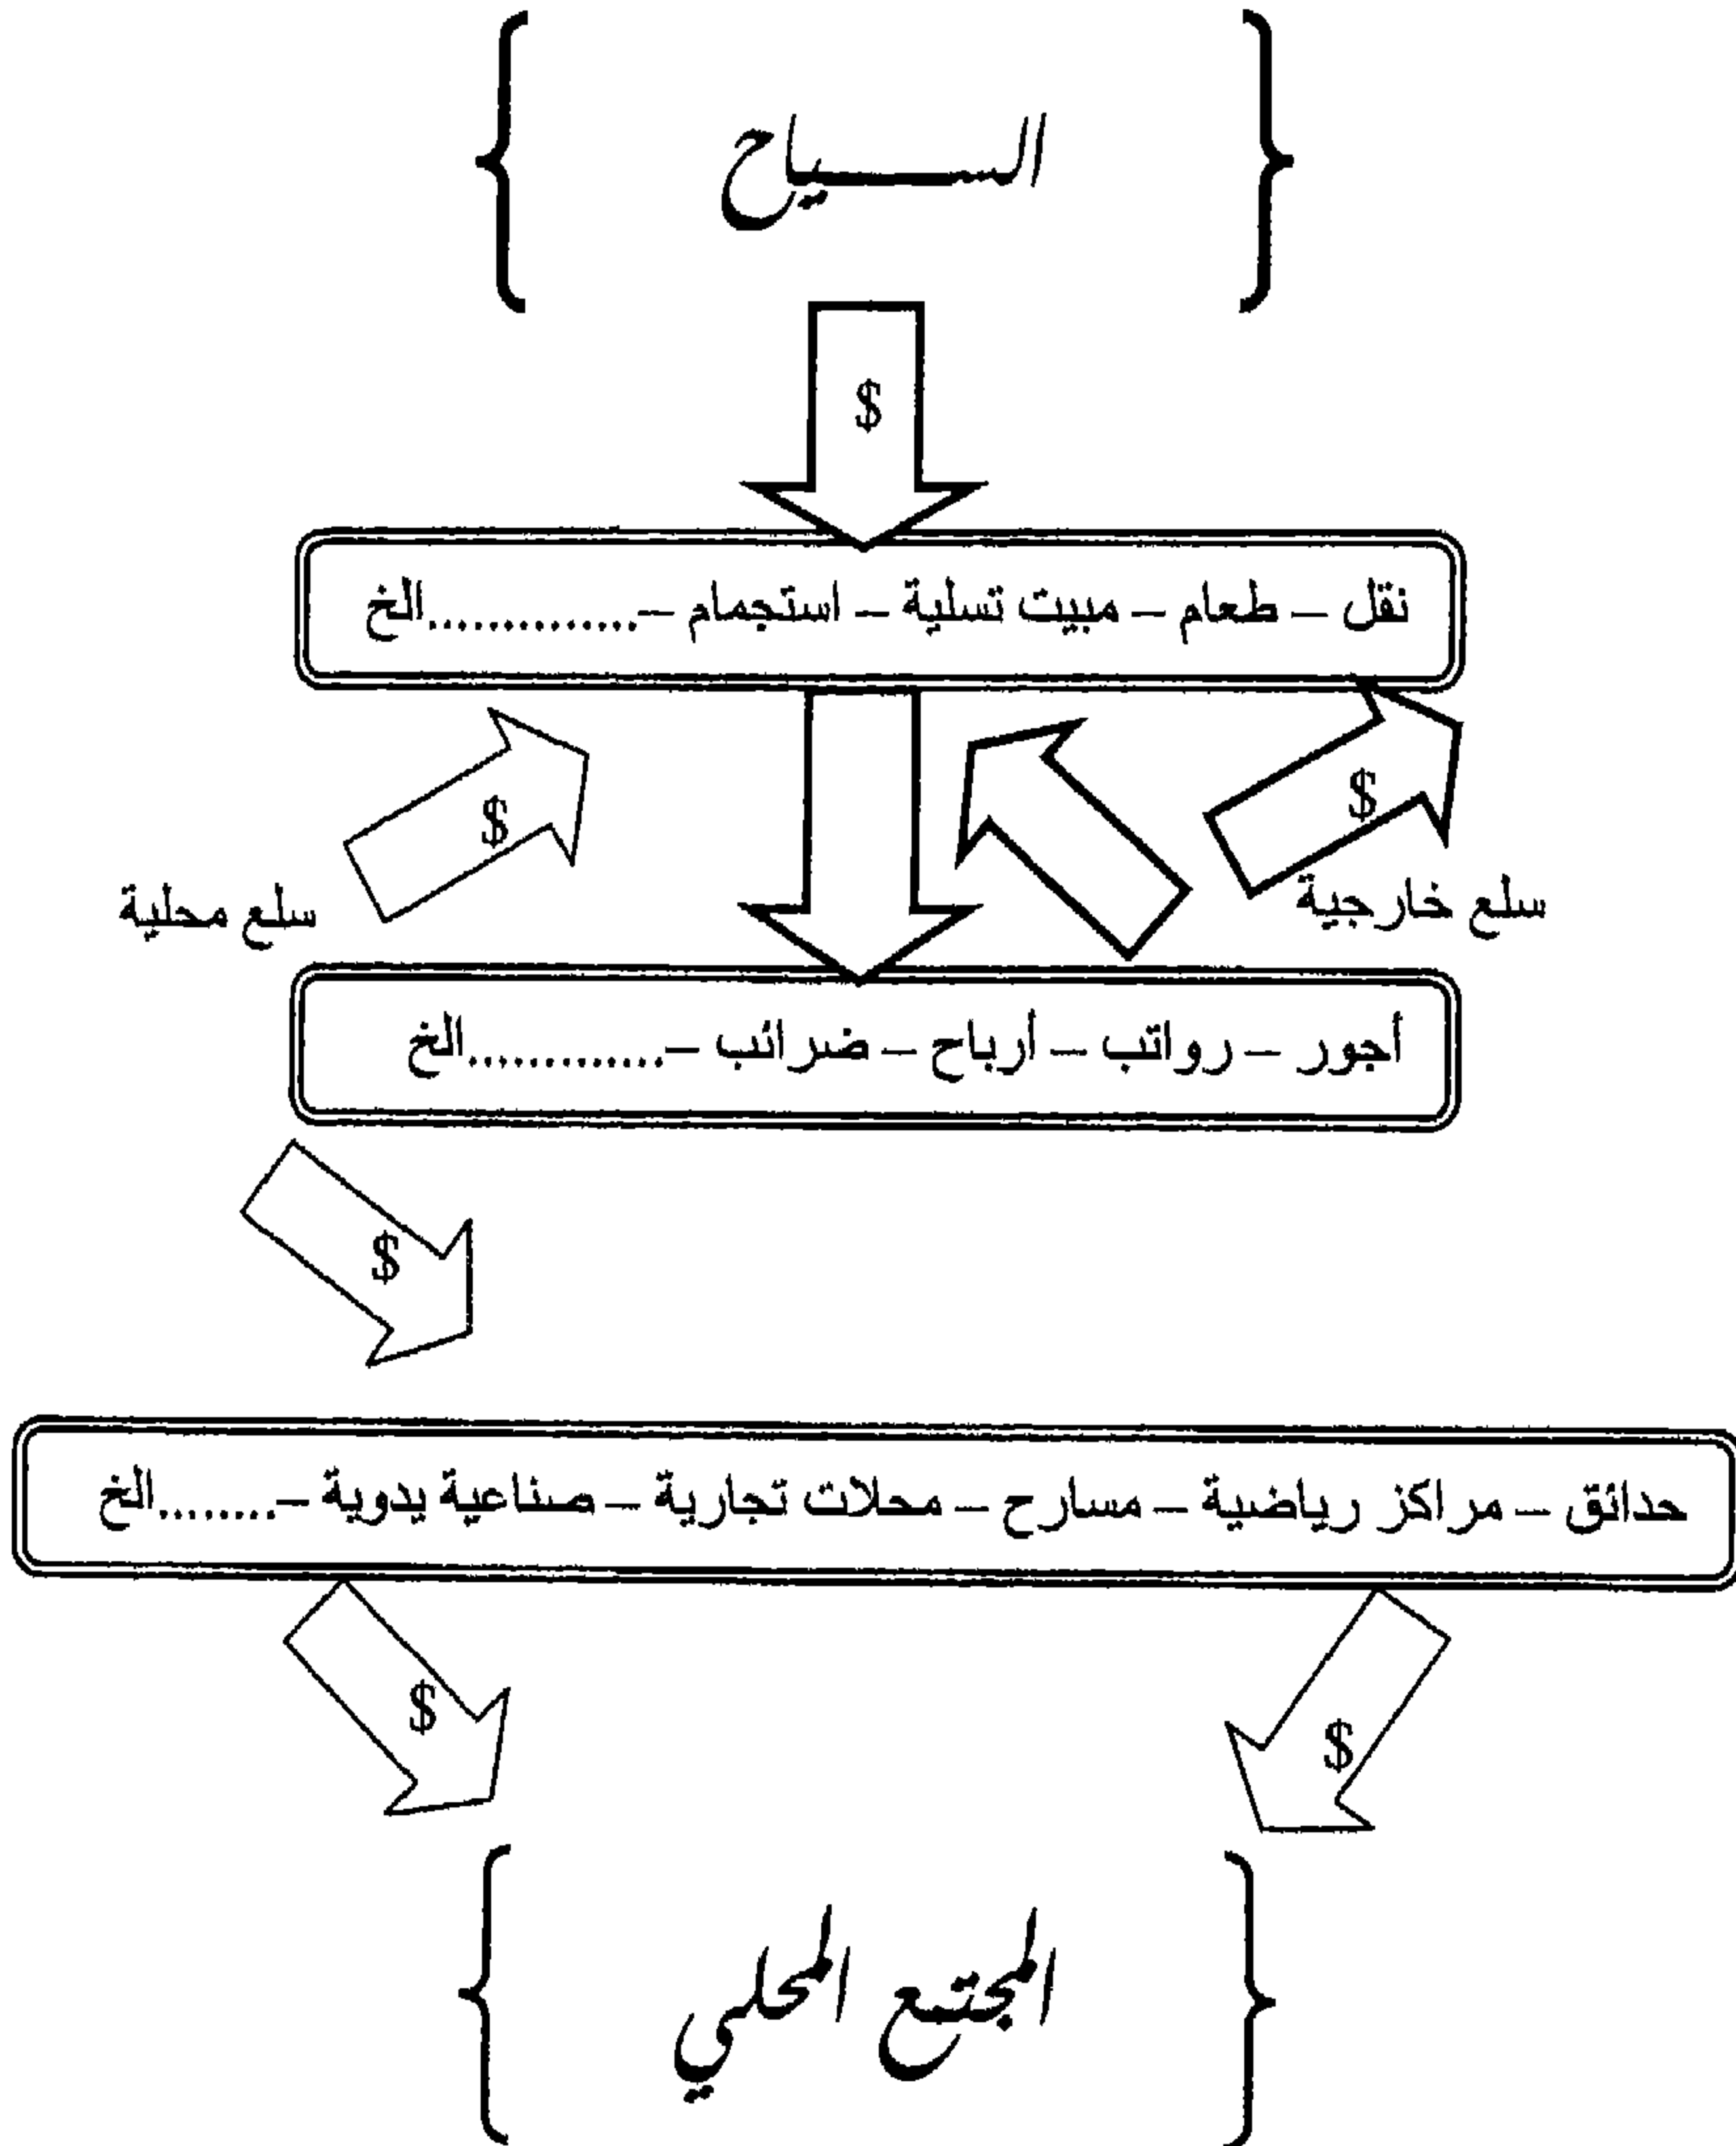 السياح
$
نقل – طعام – مبيت تسلية – استجمام –..............الخ
$
$
سلع خارجية
سلع محلية
أجور – رواتب – أرباح – ضرائب –.............الخ
$
حدائق – مراكز رياضية – مسارح – محلات تجارية – صناعية يدوية –........الخ
$
$
المجتمع المحلي